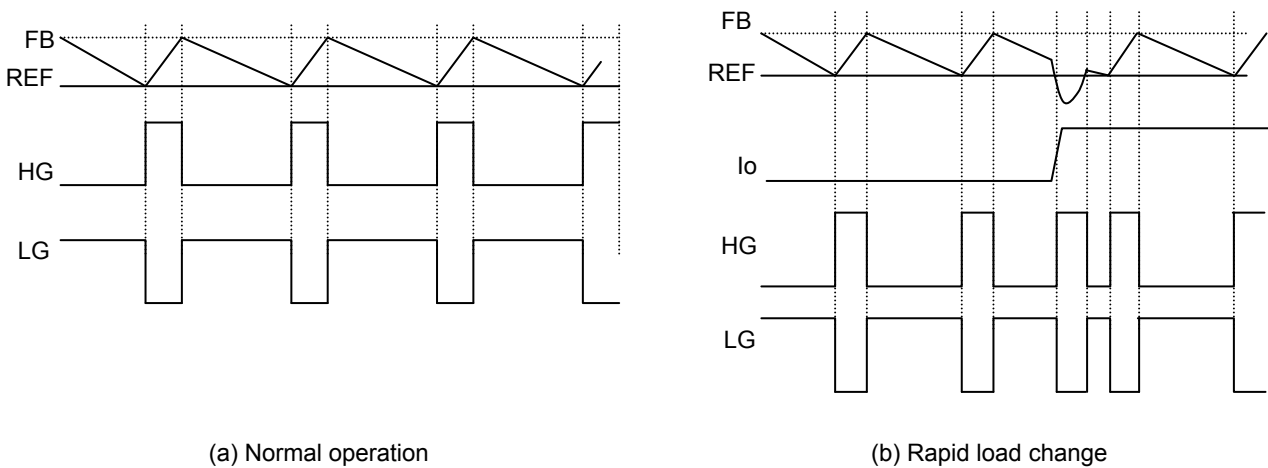 FB
REF
HG
LG
(a) Normal operation
FB
REF
Io
HG
LG
(b) Rapid load change